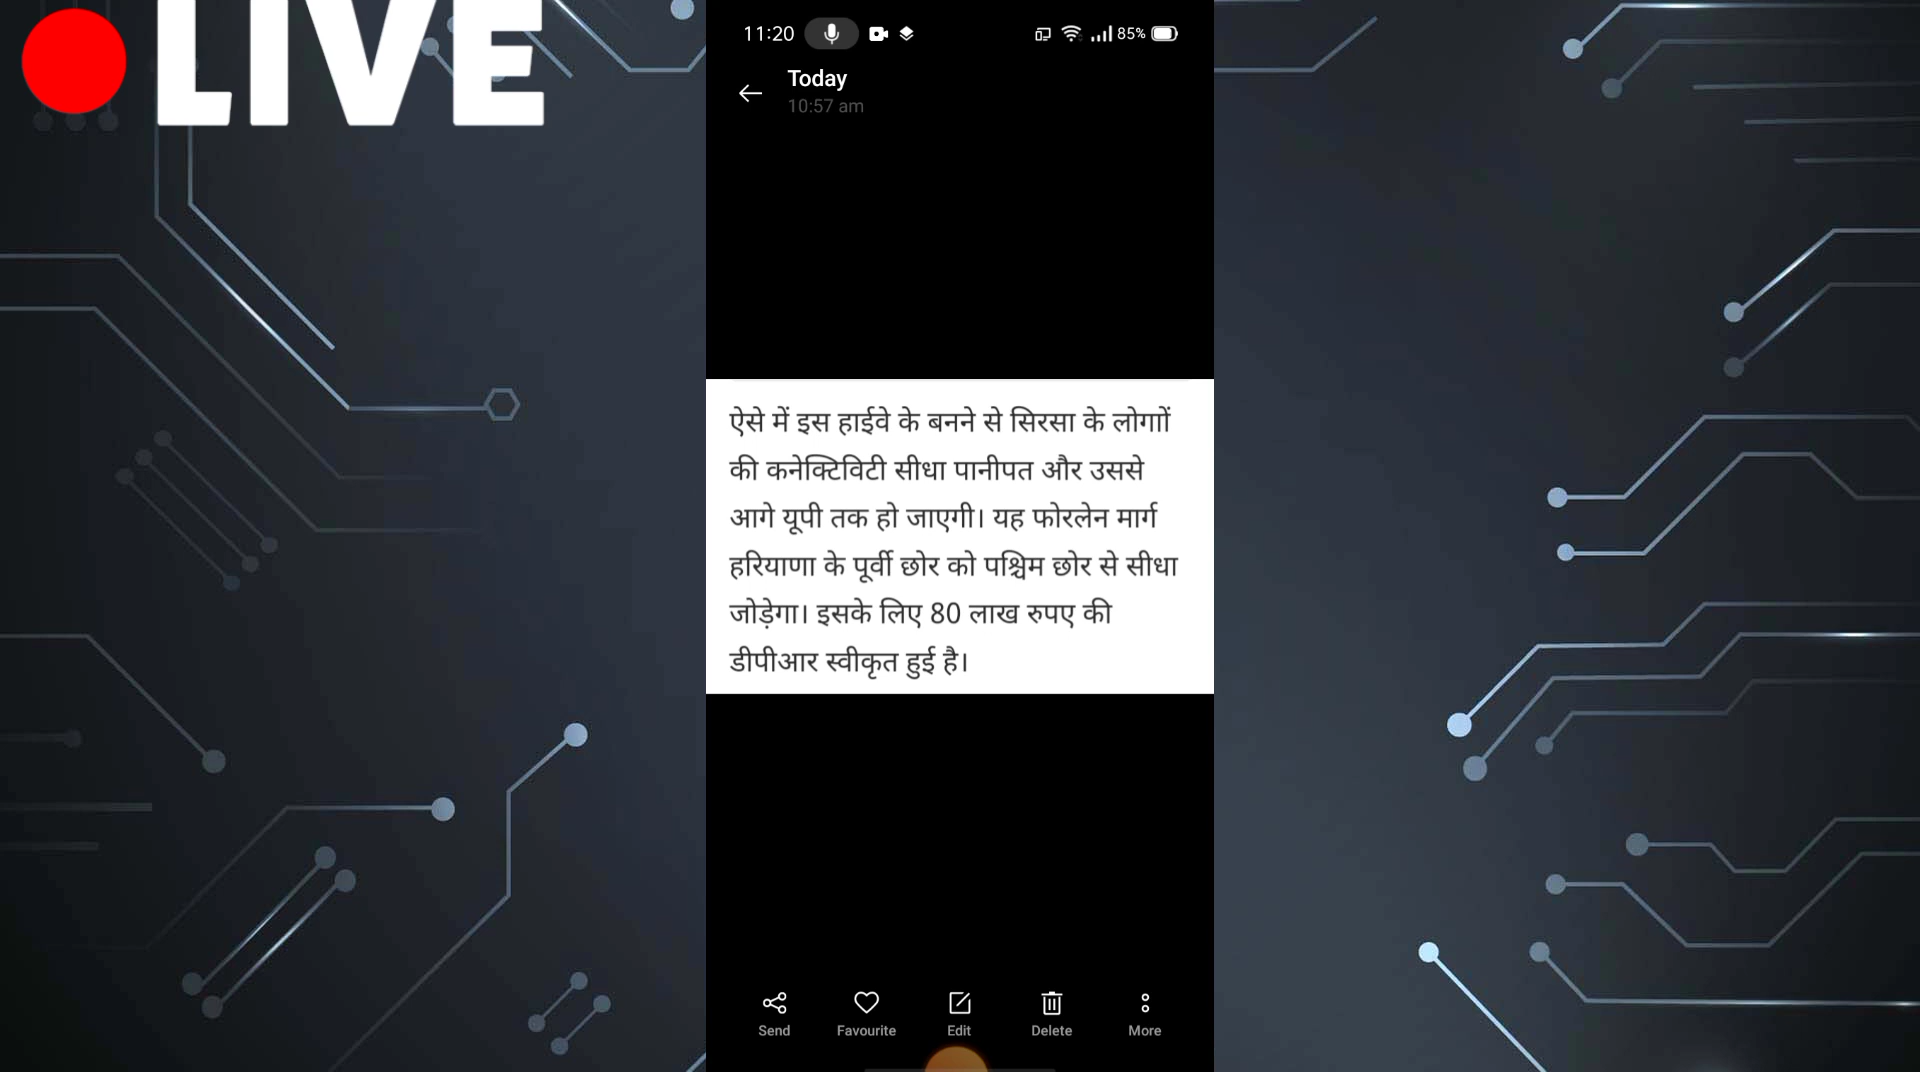 LIVE
11:20
85%
Today
10:57 am
ऐसे में इस हाईवे के बनने से सिरसा के लोगाों
की कनेक्टिविटी सीधा पानीपत और उससे
आगे यूपी तक हो जाएगी। यह फोरलेन मार्ग
हरियाणा के पूर्वी छोर को पश्चिम छोर से सीधा
जोड़ेगा। इसके लिए 80 लाख रुपए की
डीपीआर स्वीकृत हुई है।
Send Favourite Edit Delete More